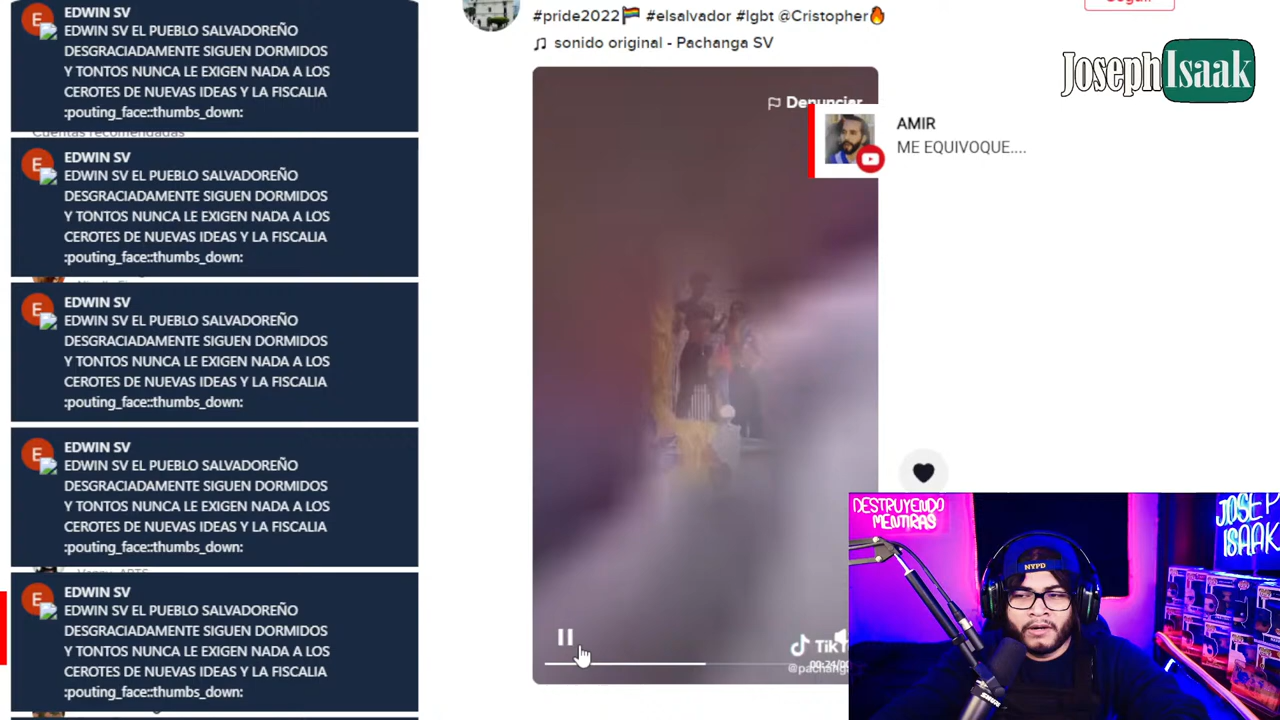 EDWIN SV
EDWIN SV EL PUEBLO SALVADOREÑO
DESGRACIADAMENTE SIGUEN DORMIDOS
Y TONTOS NUNCA LE EXIGEN NADA A LOS
CEROTES DE NUEVAS IDEAS Y LA FISCALIA
:pouting_face::thumbs_down:
Cuentas recomendadas
EDWIN SV
EDWIN SV EL PUEBLO SALVADOREÑO
DESGRACIADAMENTE SIGUEN DORMIDOS
Y TONTOS NUNCA LE EXIGEN NADA A LOS
CEROTES DE NUEVAS IDEAS Y LA FISCALIA
:pouting_face::thumbs_down:
EDWIN SV
EDWIN SV EL PUEBLO SALVADOREÑO
DESGRACIADAMENTE SIGUEN DORMIDOS
Y TONTOS NUNCA LE EXIGEN NADA A LOS
CEROTES DE NUEVAS IDEAS Y LA FISCALIA
:pouting_face::thumbs_down:
EDWIN SV
EDWIN SV EL PUEBLO SALVADOREÑO
DESGRACIADAMENTE SIGUEN DORMIDOS
Y TONTOS NUNCA LE EXIGEN NADA A LOS
CEROTES DE NUEVAS IDEAS Y LA FISCALIA
:pouting_face::thumbs_down:
EDWIN SV
EDWIN SV EL PUEBLO SALVADOREÑO
DESGRACIADAMENTE SIGUEN DORMIDOS
Y TONTOS NUNCA LE EXIGEN NADA A LOS
CEROTES DE NUEVAS IDEAS Y LA FISCALIA
:pouting_face::thumbs_down:
#pride2022🏳️‍🌈 #elsalvador #lgbt @Cristopher🔥
♫ sonido original - Pachanga SV
Denunciar
AMIR
ME EQUIVOQUE....
JosephIsaak
DESTRUYENDO
MENTIRAS
JOSEP
ISAAK
NYPD